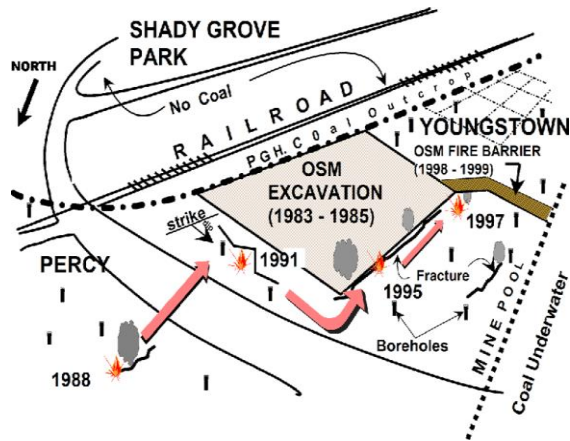 SHADY GROVE
PARK
NORTH
No Coal
RAILROAD
PGH. C0al Outcrop
YOUNGSTOWN
OSM FIRE BARRIER
(1998 - 1999)
OSM
EXCAVATION
(1983 - 1985)
strike
1997
1991
PERCY
Fracture
1995
Boreholes
1988
MINE POOL
Coal Underwater